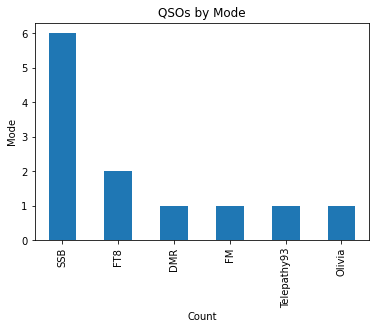 QSOs by Mode
Mode
6
5
4
3
2
1
0
SSB
FT8
DMR
FM
Telepathy93
Olivia
Count